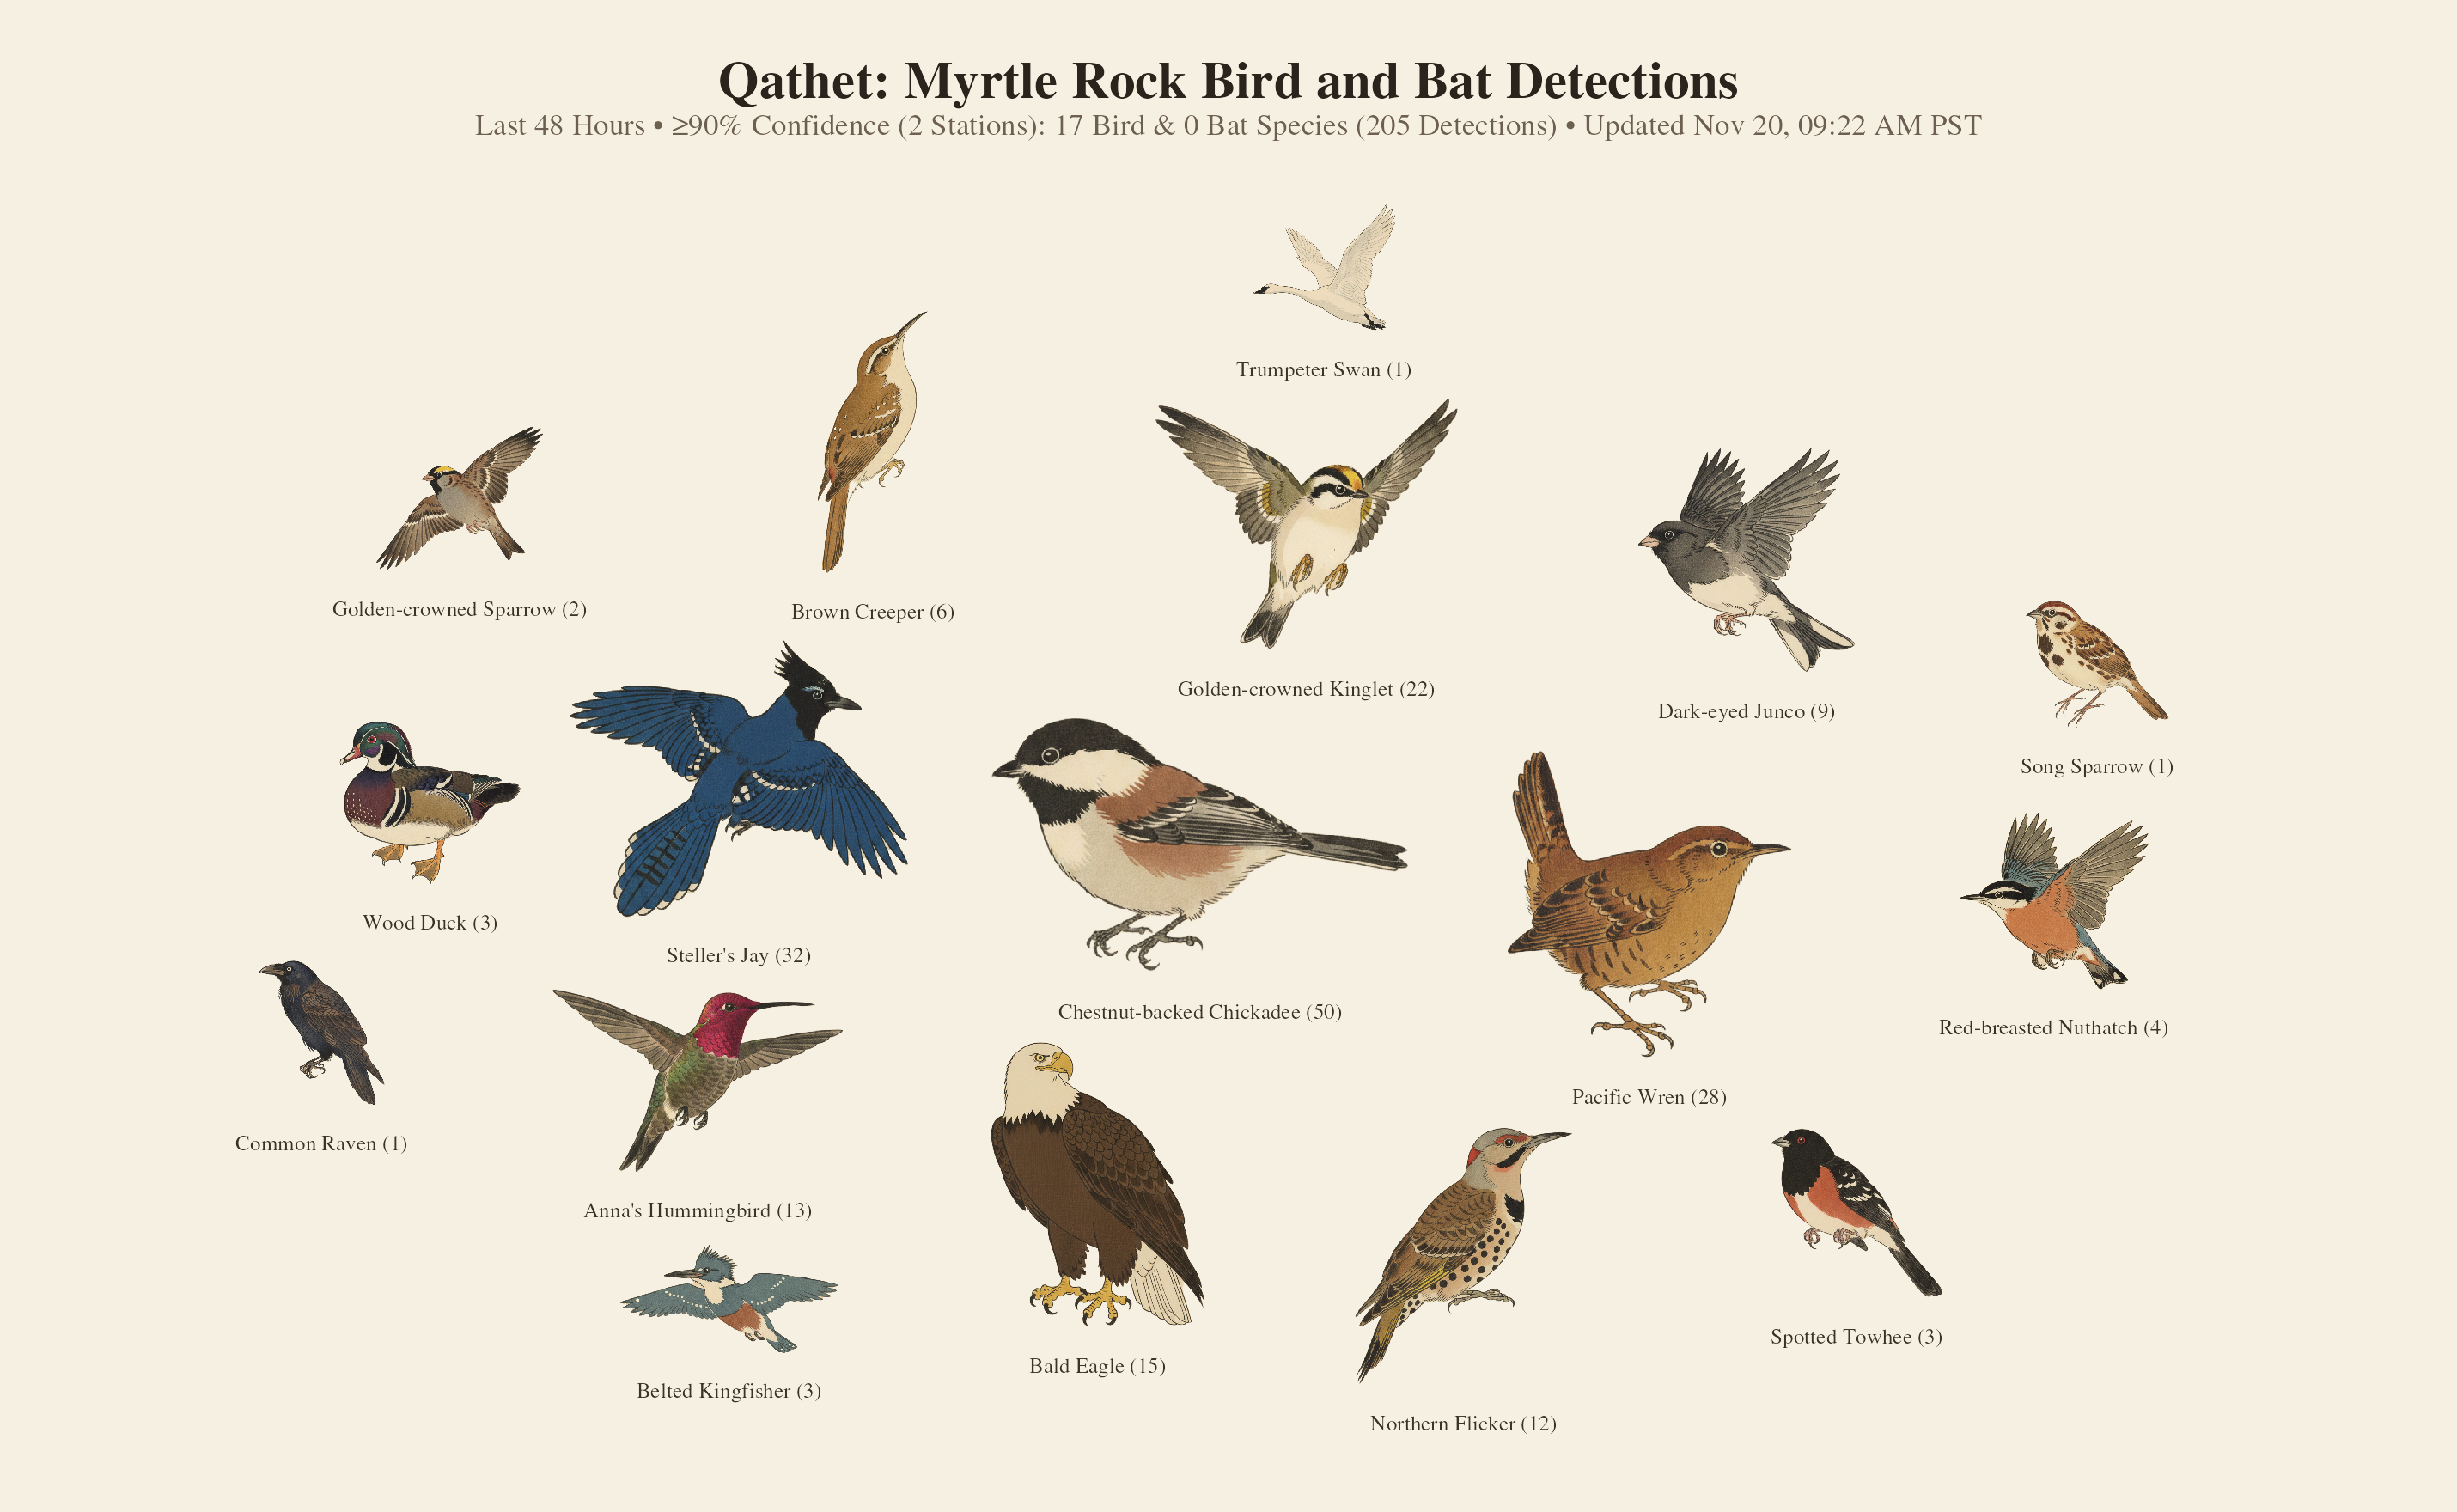 Qathet: Myrtle Rock Bird and Bat Detections
Last 48 Hours • ≥90% Confidence (2 Stations): 17 Bird & 0 Bat Species (205 Detections) • Updated Nov 20, 09:22 AM PST
Trumpeter Swan (1)
Golden-crowned Sparrow (2)
Brown Creeper (6)
Golden-crowned Kinglet (22)
Dark-eyed Junco (9)
Song Sparrow (1)
Wood Duck (3)
Steller's Jay (32)
Chestnut-backed Chickadee (50)
Red-breasted Nuthatch (4)
Pacific Wren (28)
Common Raven (1)
Anna's Hummingbird (13)
Spotted Towhee (3)
Bald Eagle (15)
Belted Kingfisher (3)
Northern Flicker (12)